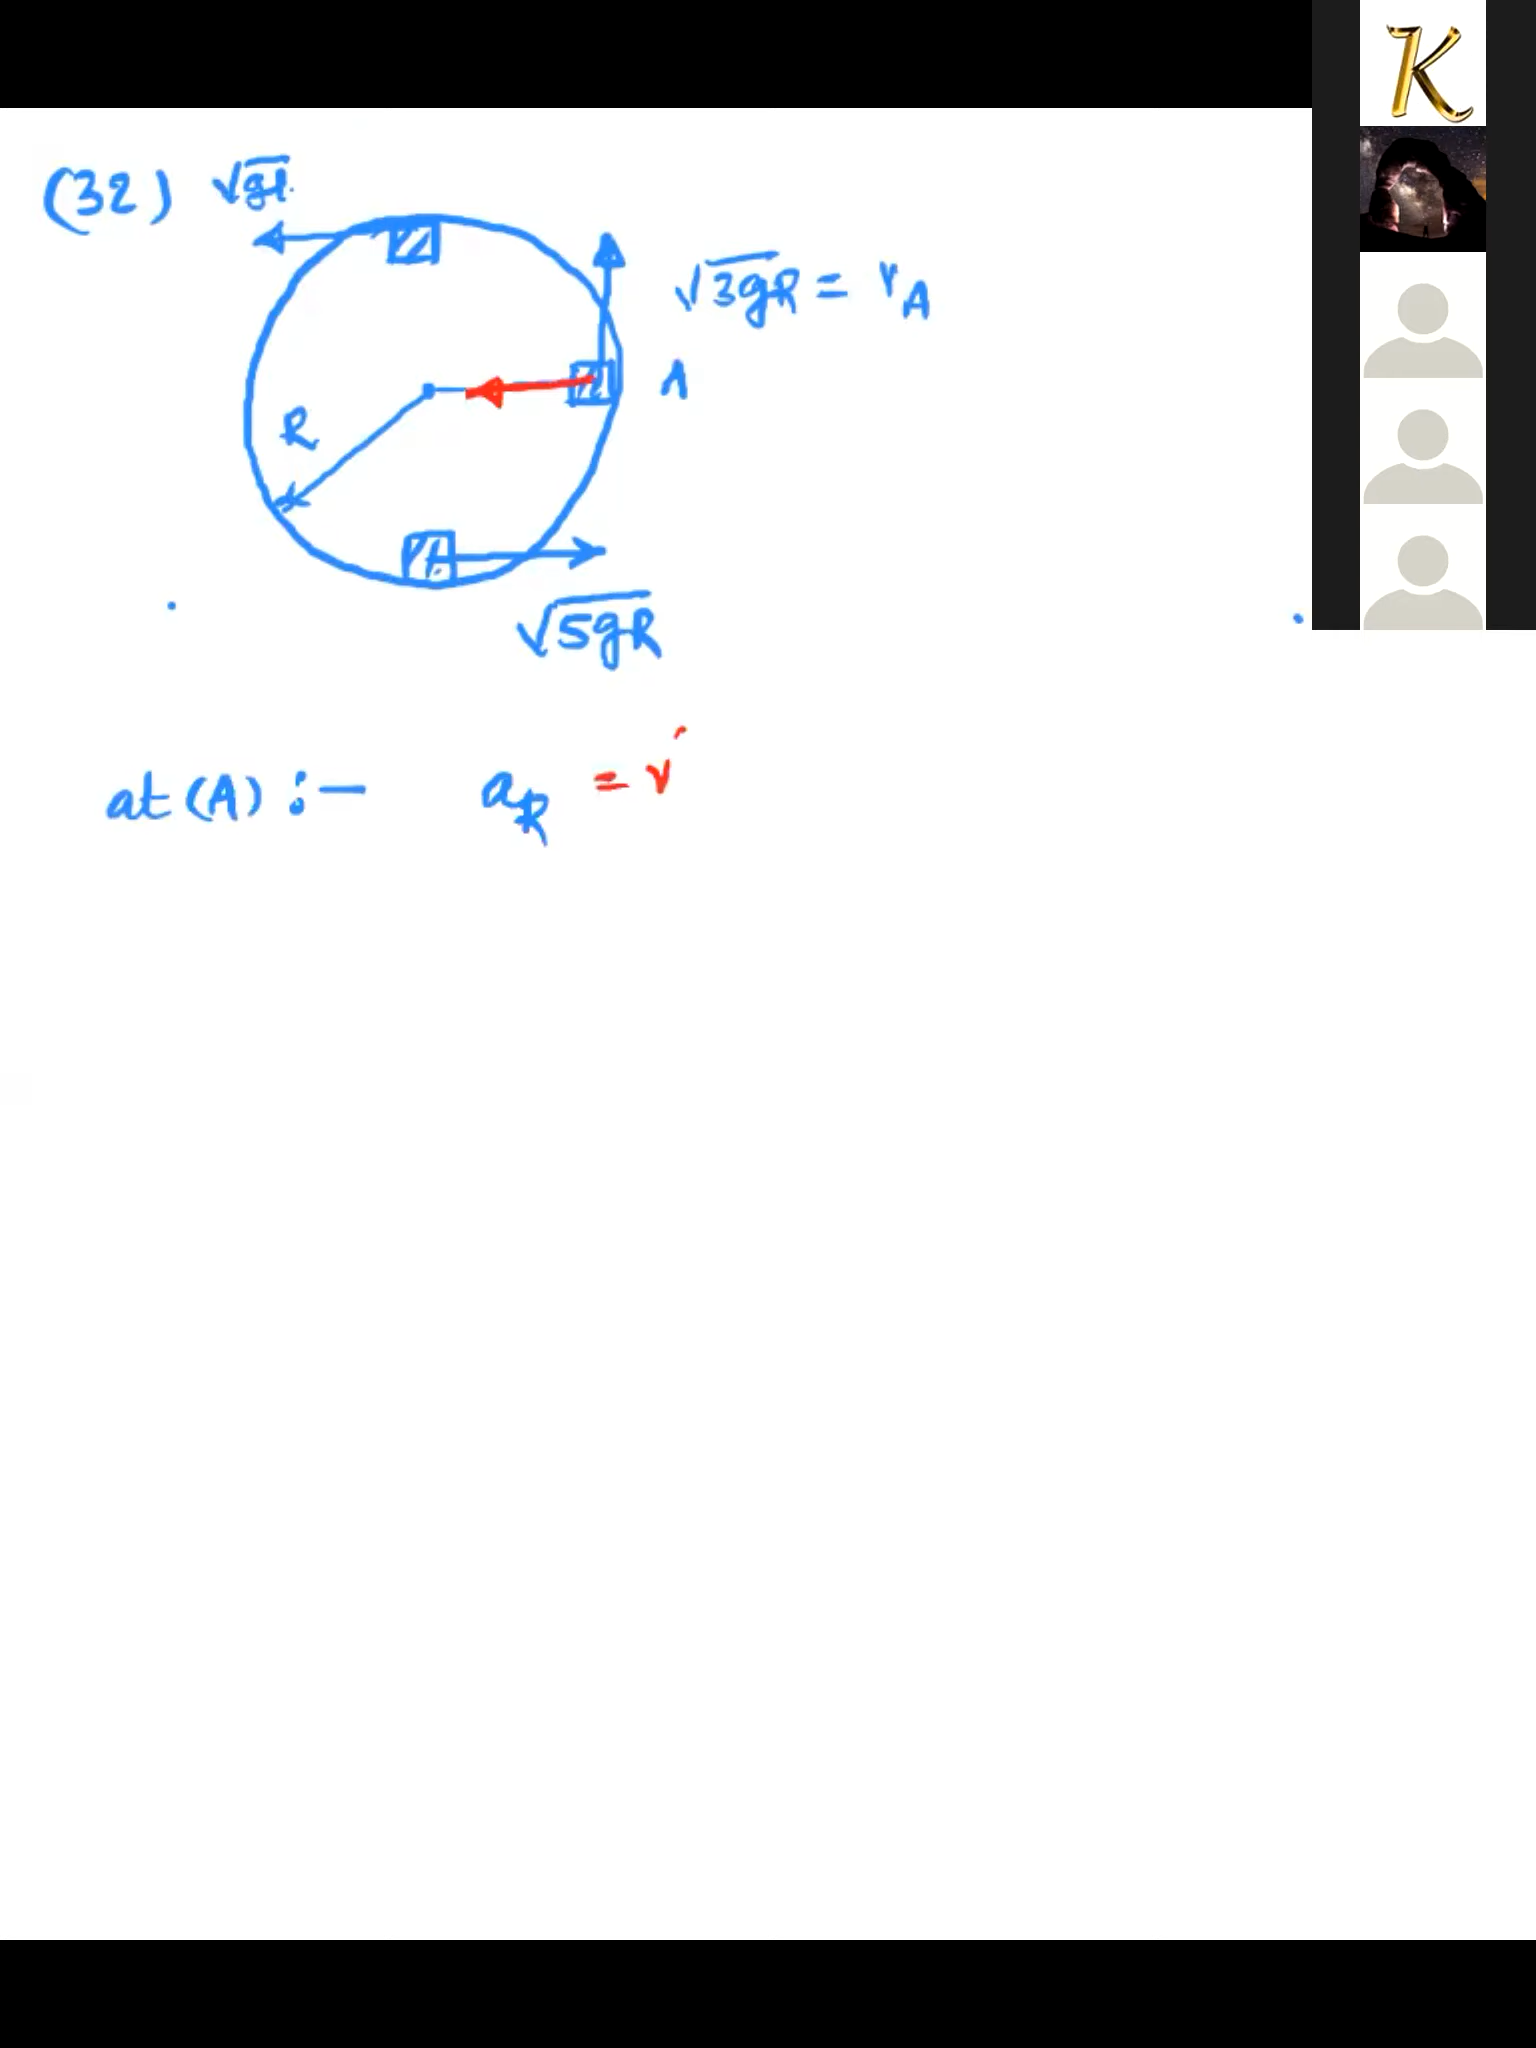 (32) √gR
√3gR = vA
A
R
√5gR
at (A) :- aR = v
K